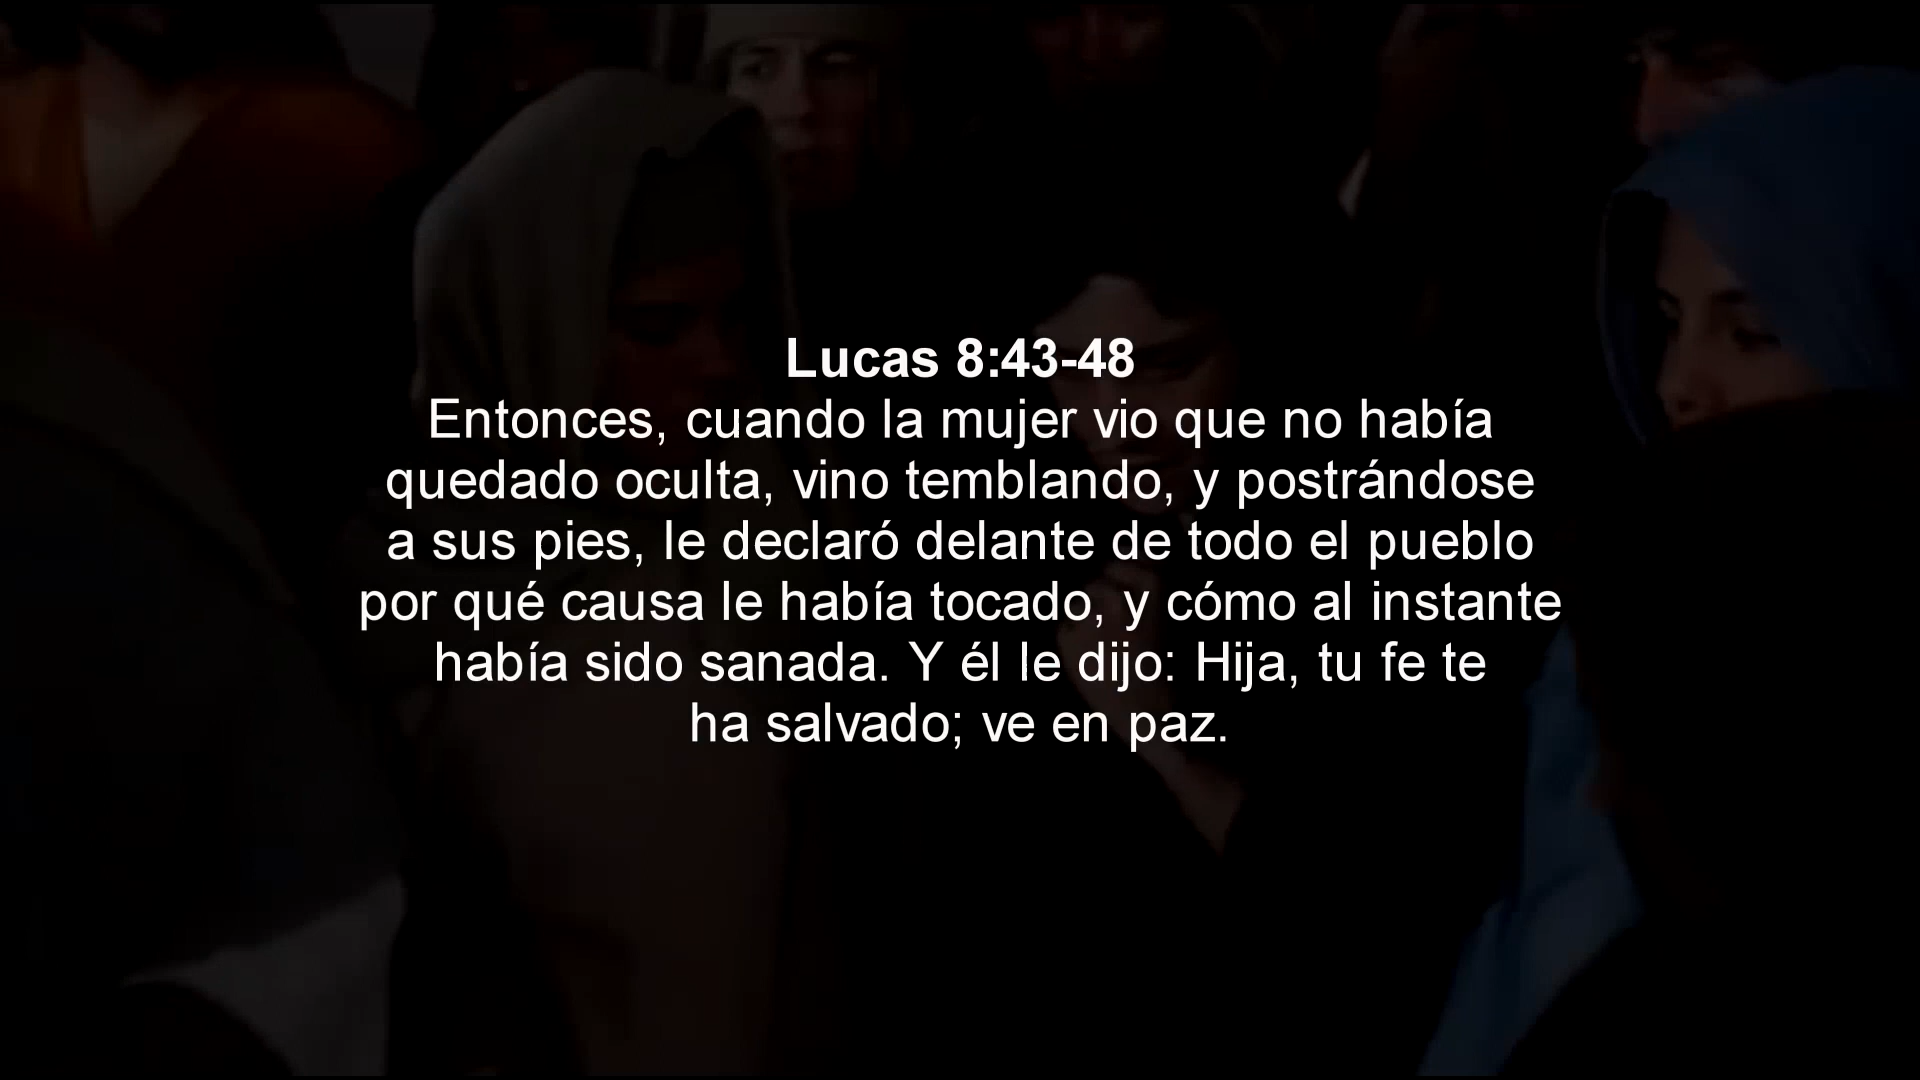 Lucas 8:43-48
Entonces, cuando la mujer vio que no había
quedado oculta, vino temblando, y postrándose
a sus pies, le declaró delante de todo el pueblo
por qué causa le había tocado, y cómo al instante
había sido sanada. Y él le dijo: Hija, tu fe te
ha salvado; ve en paz.